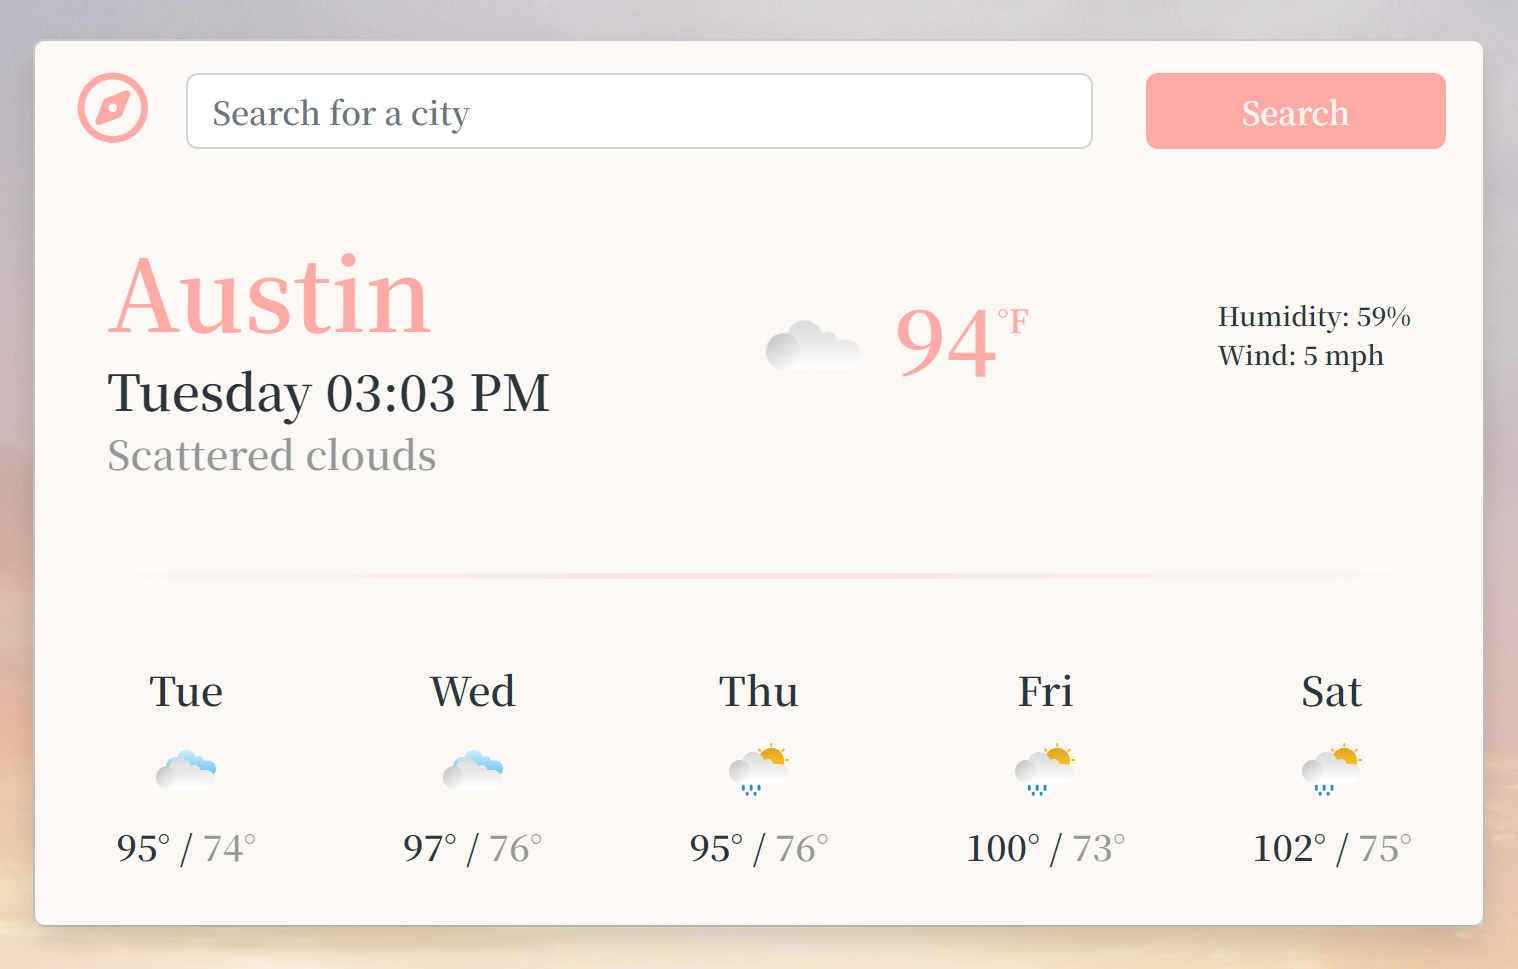 Search for a city
Search
Austin
Tuesday 03:03 PM
Scattered clouds
94°F
Humidity: 59%
Wind: 5 mph
Tue
Wed
Thu
Fri
Sat
95° / 74°
97° / 76°
95° / 76°
100° / 73°
102° / 75°